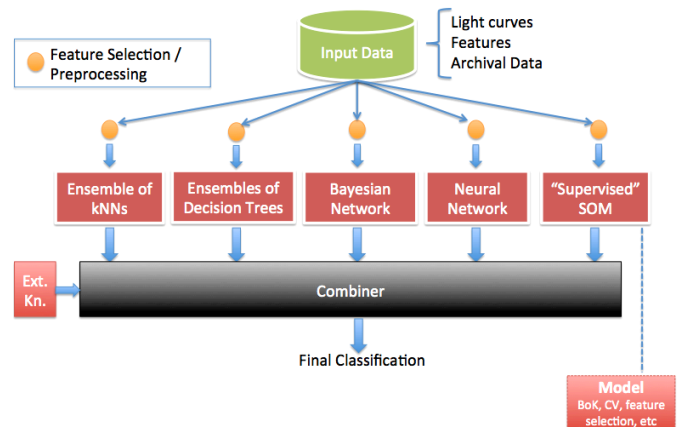 Feature Selection /
Preprocessing
Input Data
Light curves
Features
Archival Data
Ensemble of
kNNs
Ensembles of
Decision Trees
Bayesian
Network
Neural
Network
“Supervised”
SOM
Ext.
Kn.
Combiner
Final Classification
Model
BoK, CV, feature
selection, etc